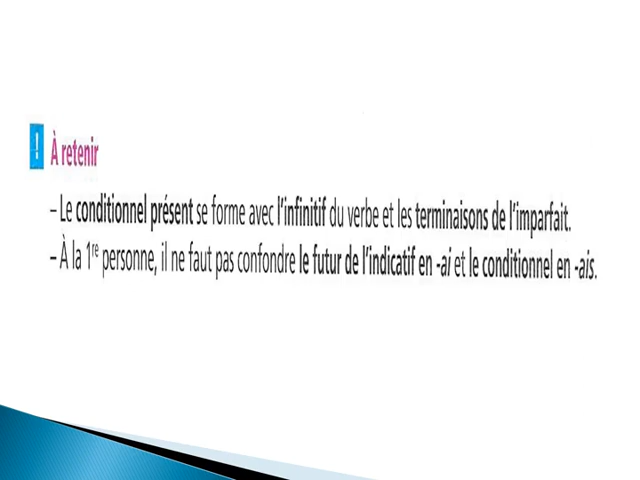 ! À retenir
– Le conditionnel présent se forme avec l'infinitif du verbe et les terminaisons de l'imparfait.
– À la 1re personne, il ne faut pas confondre le futur de l'indicatif en -ai et le conditionnel en -ais.